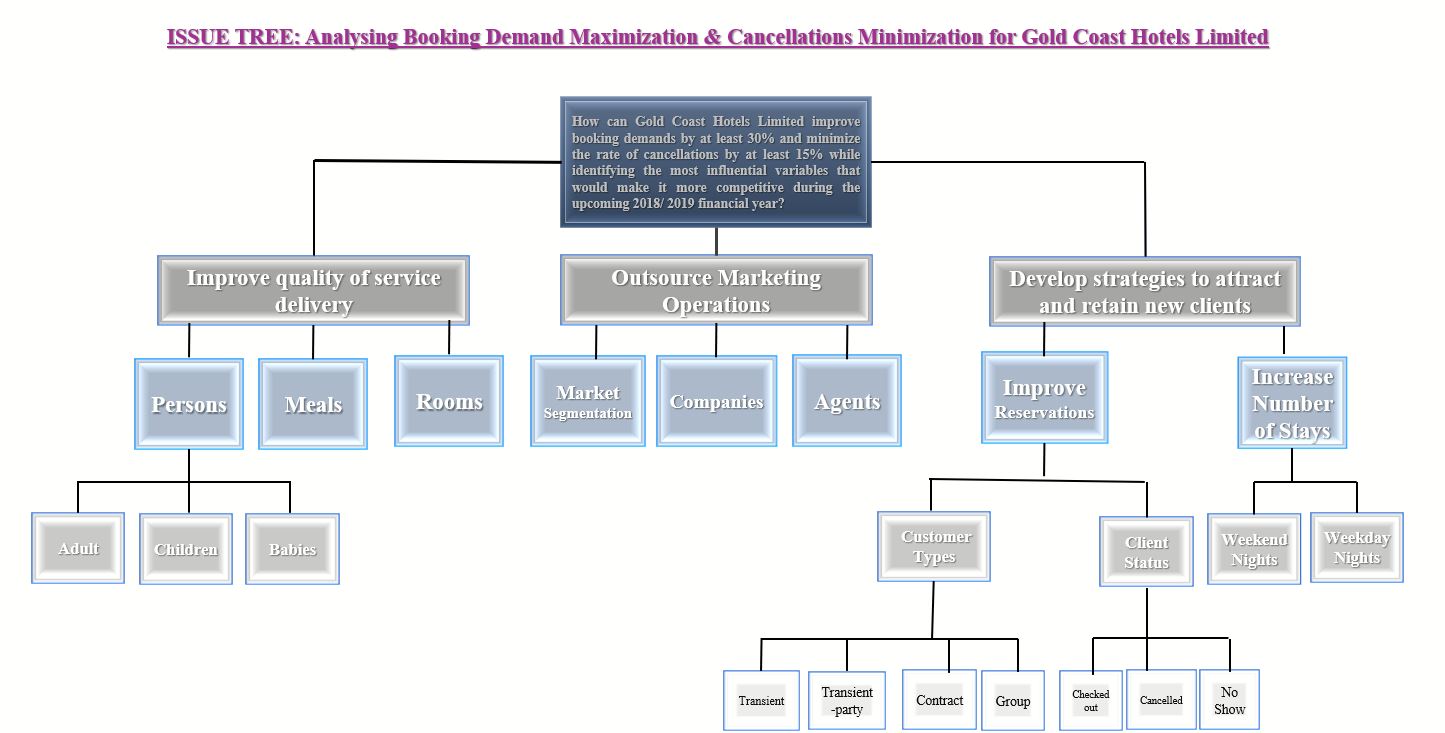 ISSUE TREE: Analysing Booking Demand Maximization & Cancellations Minimization for Gold Coast Hotels Limited
How can Gold Coast Hotels Limited improve
booking demands by at least 30% and minimize
the rate of cancellations by at least 15% while
identifying the most influential variables that
would make it more competitive during the
upcoming 2018/ 2019 financial year?
Improve quality of service
delivery
Outsource Marketing
Operations
Develop strategies to attract
and retain new clients
Persons
Meals
Rooms
Market
Segmentation
Companies
Agents
Improve
Reservations
Increase
Number
of Stays
Adult
Children
Babies
Customer
Types
Client
Status
Weekend
Nights
Weekday
Nights
Transient
Transient
-party
Contract
Group
Checked
out
Cancelled
No
Show